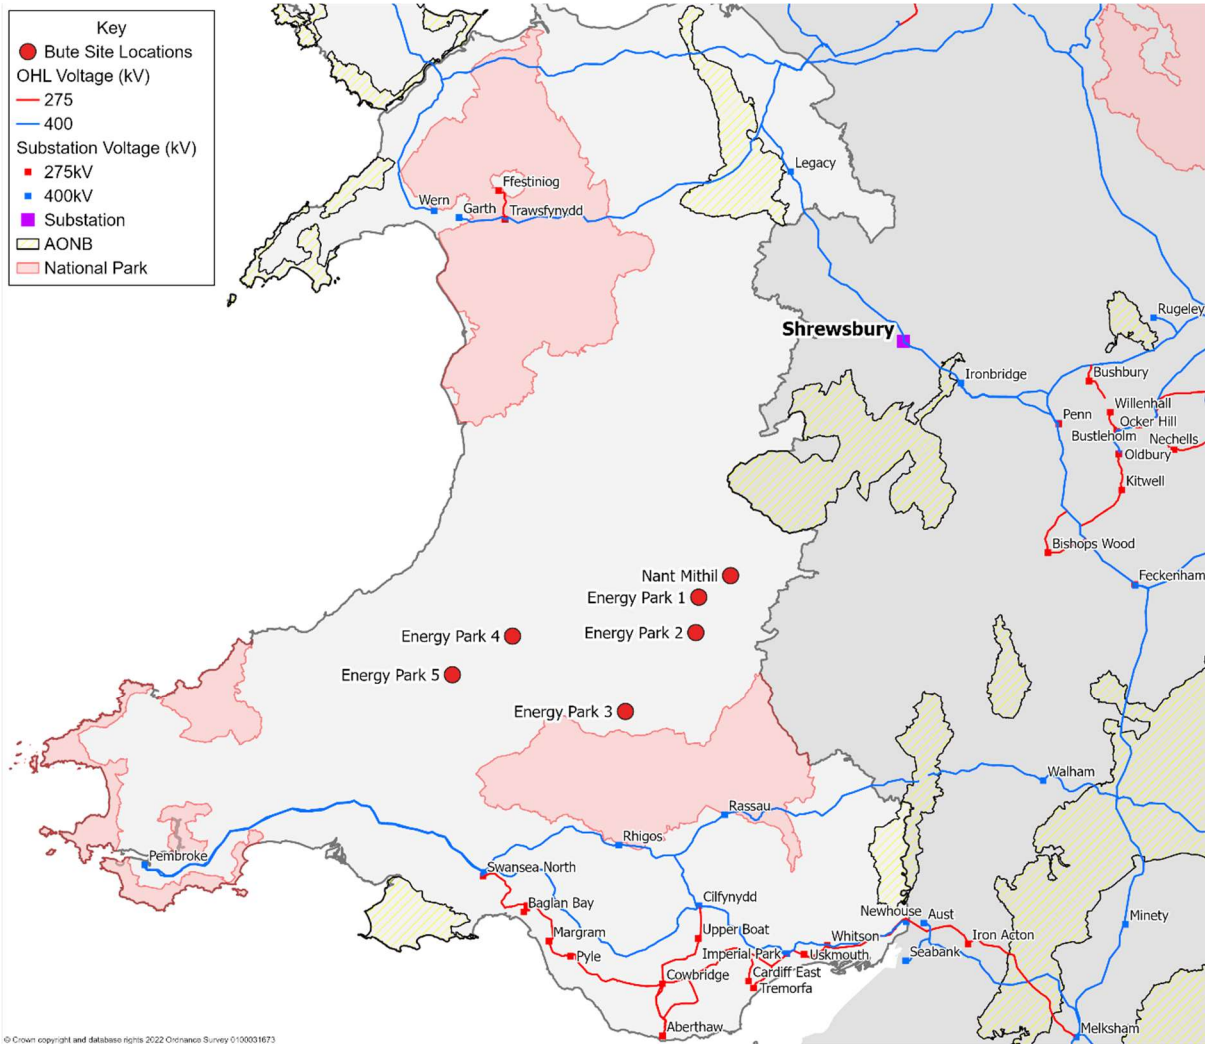 Key
Bute Site Locations
OHL Voltage (kV)
275
400
Substation Voltage (kV)
275kV
400kV
Substation
AONB
National Park
Legacy
Ffestiniog
Wern
Garth
Trawsfynydd
Rugeley
Shrewsbury
Ironbridge
Bushbury
Willenhall
Penn
Ocker Hill
Bustleholm
Nechells
Oldbury
Kitwell
Bishops Wood
Feckenham
Nant Mithil
Energy Park 1
Energy Park 2
Energy Park 4
Energy Park 5
Energy Park 3
Walham
Rassau
Rhigos
Pembroke
Swansea North
Cilfynydd
Baglan Bay
Newhouse
Aust
Minety
Margram
Upper Boat
Whitson
Iron Acton
Imperial Park
Uskmouth
Seabank
Pyle
Cowbridge
Cardiff East
Tremorfa
Aberthaw
Melksham
© Crown copyright and database rights 2022 Ordnance Survey 0100031673